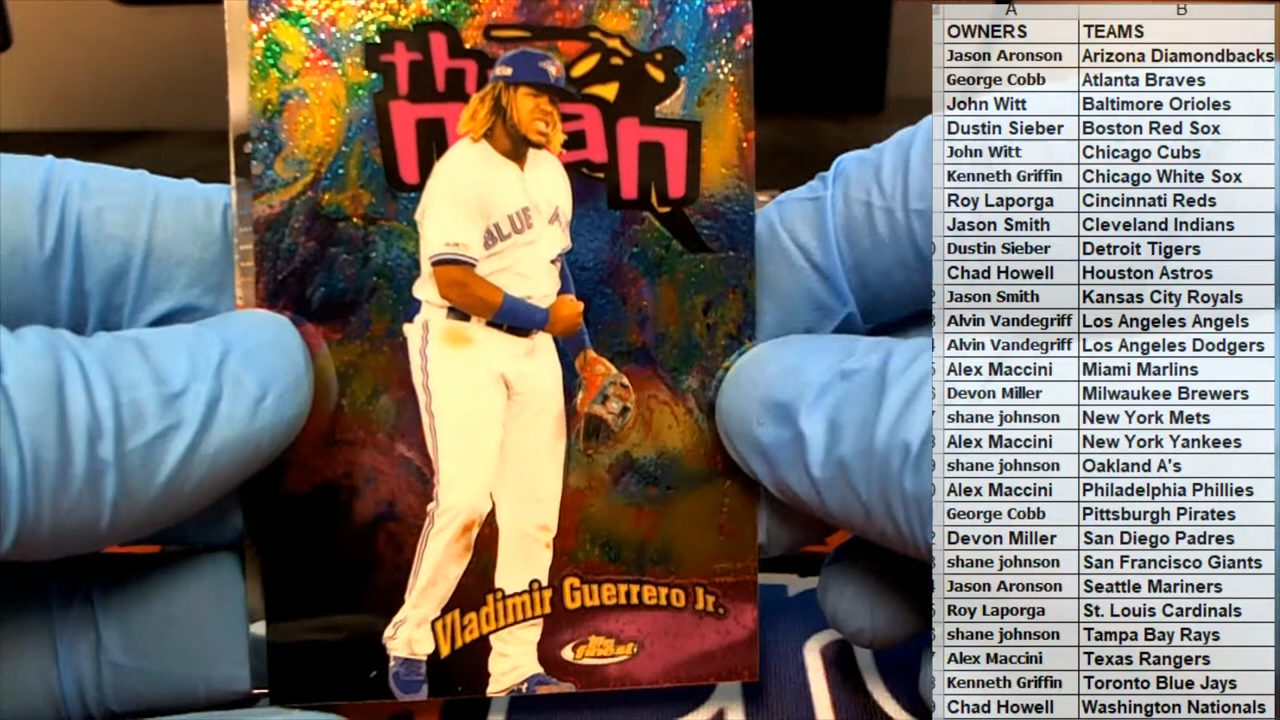 the
man
BLUE
Vladimir Guerrero Jr.
Finest
A B
OWNERS TEAMS
Jason Aronson Arizona Diamondbacks
George Cobb Atlanta Braves
John Witt Baltimore Orioles
Dustin Sieber Boston Red Sox
John Witt Chicago Cubs
Kenneth Griffin Chicago White Sox
Roy Laporga Cincinnati Reds
Jason Smith Cleveland Indians
Dustin Sieber Detroit Tigers
Chad Howell Houston Astros
Jason Smith Kansas City Royals
Alvin Vandegriff Los Angeles Angels
Alvin Vandegriff Los Angeles Dodgers
Alex Maccini Miami Marlins
Devon Miller Milwaukee Brewers
shane johnson New York Mets
Alex Maccini New York Yankees
shane johnson Oakland A's
Alex Maccini Philadelphia Phillies
George Cobb Pittsburgh Pirates
Devon Miller San Diego Padres
shane johnson San Francisco Giants
Jason Aronson Seattle Mariners
Roy Laporga St. Louis Cardinals
shane johnson Tampa Bay Rays
Alex Maccini Texas Rangers
Kenneth Griffin Toronto Blue Jays
Chad Howell Washington Nationals